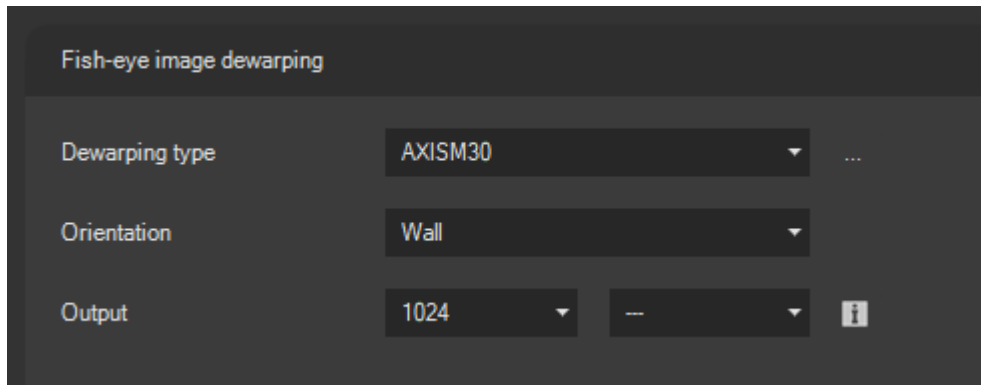 Fish-eye image dewarping
Dewarping type AXISM30 ...
Orientation Wall
Output 1024 --- i